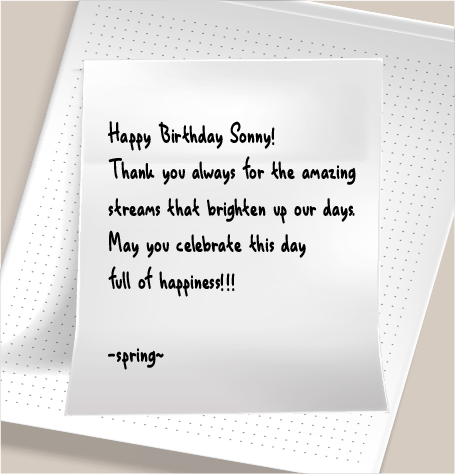 Happy Birthday Sonny!
Thank you always for the amazing
streams that brighten up our days.
May you celebrate this day
full of happiness!!!
-spring~